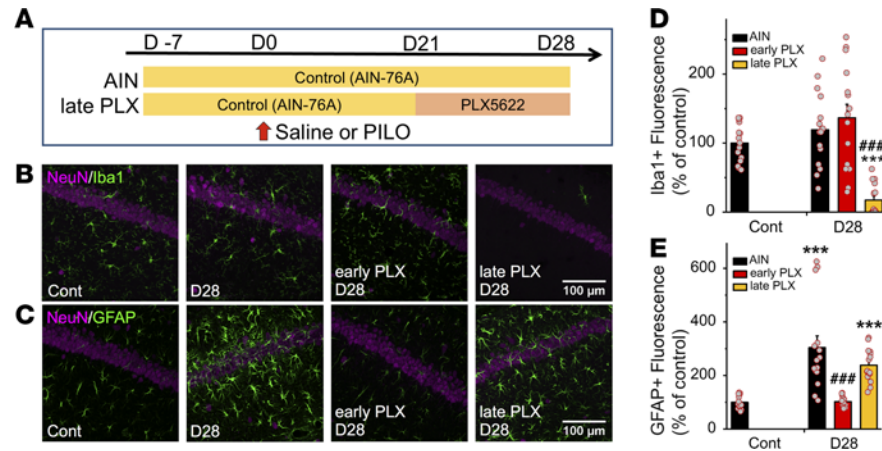 A
D -7 D0 D21 D28
AIN Control (AIN-76A)
late PLX Control (AIN-76A) PLX5622
Saline or PILO
B
NeuN/Iba1
Cont
D28
early PLX
D28
late PLX
D28
100 μm
C
NeuN/GFAP
Cont
D28
early PLX
D28
late PLX
D28
100 μm
D
Iba1+ Fluorescence
(% of control)
AIN
early PLX
late PLX
200
100
0
###
***
Cont D28
E
GFAP+ Fluorescence
(% of control)
AIN
early PLX
late PLX
600
400
200
0
***
###
***
Cont D28